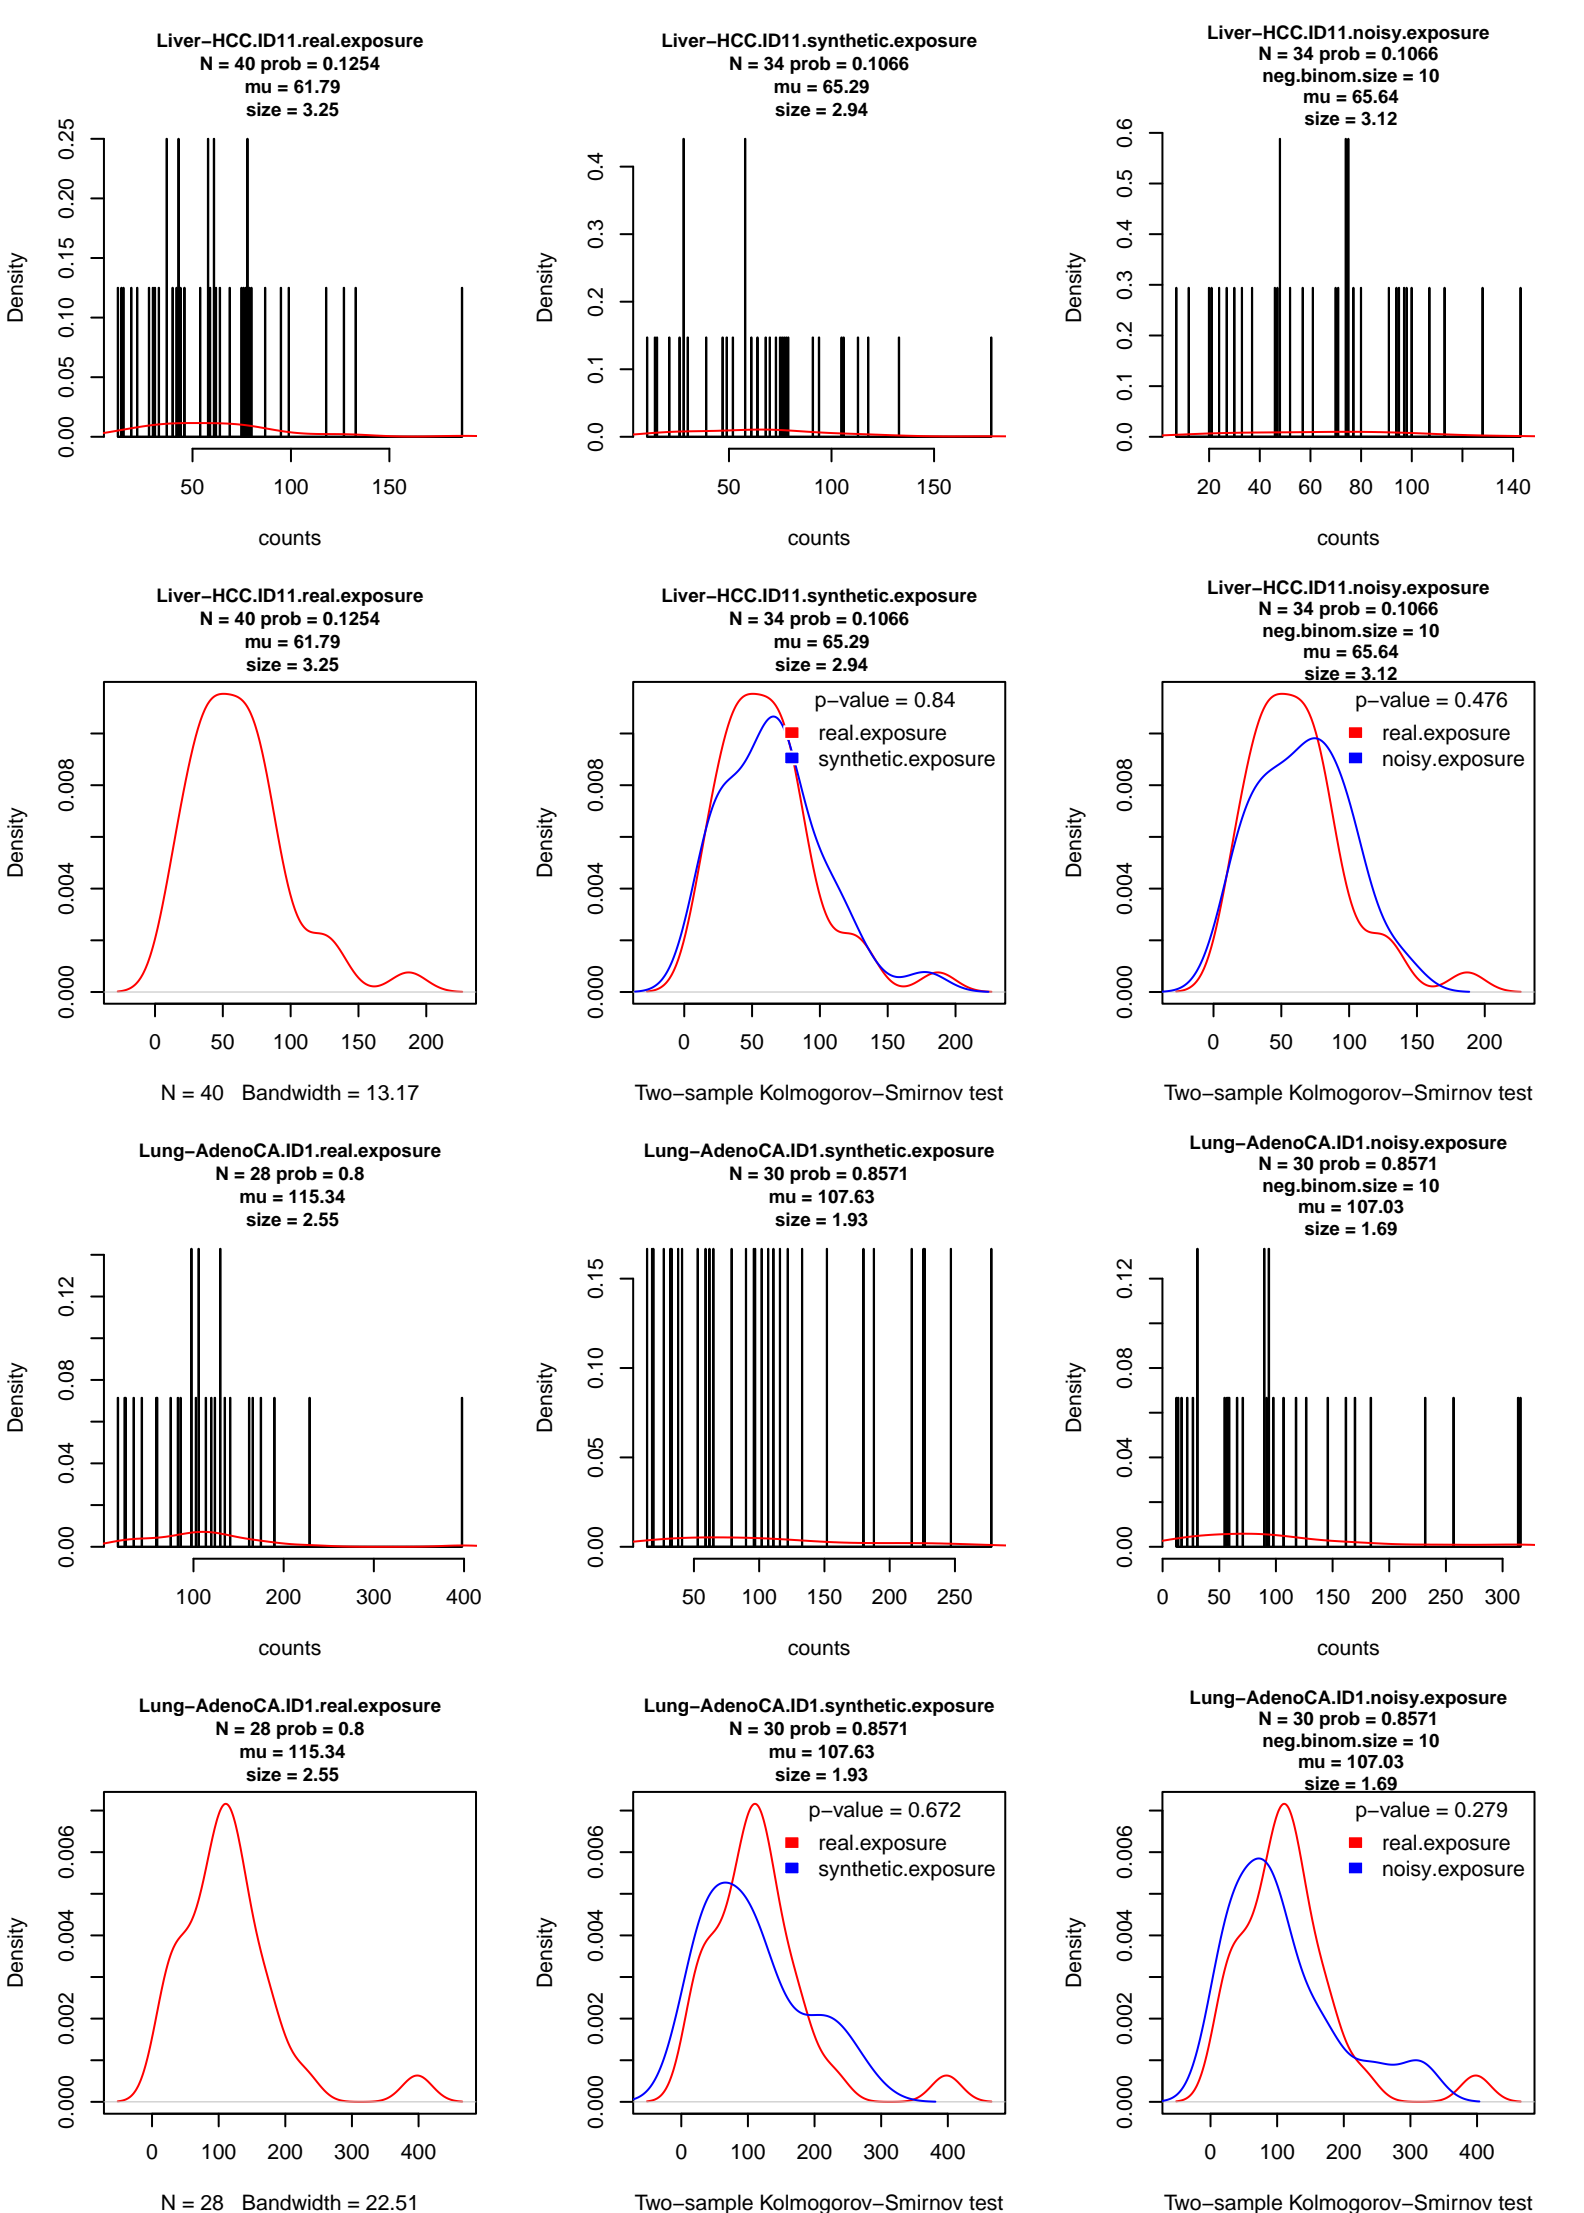 Liver−HCC.ID11.real.exposure
N = 40 prob = 0.1254
mu = 61.79
size = 3.25
Density
0.00 0.05 0.10 0.15 0.20 0.25
50 100 150
counts
Liver−HCC.ID11.synthetic.exposure
N = 34 prob = 0.1066
mu = 65.29
size = 2.94
Density
0.0 0.1 0.2 0.3 0.4
50 100 150
counts
Liver−HCC.ID11.noisy.exposure
N = 34 prob = 0.1066
neg.binom.size = 10
mu = 65.64
size = 3.12
Density
0.0 0.1 0.2 0.3 0.4 0.5 0.6
20 40 60 80 100 140
counts
Liver−HCC.ID11.real.exposure
N = 40 prob = 0.1254
mu = 61.79
size = 3.25
Density
0.000 0.004 0.008
0 50 100 150 200
N = 40 Bandwidth = 13.17
Liver−HCC.ID11.synthetic.exposure
N = 34 prob = 0.1066
mu = 65.29
size = 2.94
p−value = 0.84
real.exposure
synthetic.exposure
Density
0.000 0.004 0.008
0 50 100 150 200
Two−sample Kolmogorov−Smirnov test
Liver−HCC.ID11.noisy.exposure
N = 34 prob = 0.1066
neg.binom.size = 10
mu = 65.64
size = 3.12
p−value = 0.476
real.exposure
noisy.exposure
Density
0.000 0.004 0.008
0 50 100 150 200
Two−sample Kolmogorov−Smirnov test
Lung−AdenoCA.ID1.real.exposure
N = 28 prob = 0.8
mu = 115.34
size = 2.55
Density
0.00 0.04 0.08 0.12
100 200 300 400
counts
Lung−AdenoCA.ID1.synthetic.exposure
N = 30 prob = 0.8571
mu = 107.63
size = 1.93
Density
0.00 0.05 0.10 0.15
50 100 150 200 250
counts
Lung−AdenoCA.ID1.noisy.exposure
N = 30 prob = 0.8571
neg.binom.size = 10
mu = 107.03
size = 1.69
Density
0.00 0.04 0.08 0.12
0 50 100 150 200 250 300
counts
Lung−AdenoCA.ID1.real.exposure
N = 28 prob = 0.8
mu = 115.34
size = 2.55
Density
0.000 0.002 0.004 0.006
0 100 200 300 400
N = 28 Bandwidth = 22.51
Lung−AdenoCA.ID1.synthetic.exposure
N = 30 prob = 0.8571
mu = 107.63
size = 1.93
p−value = 0.672
real.exposure
synthetic.exposure
Density
0.000 0.002 0.004 0.006
0 100 200 300 400
Two−sample Kolmogorov−Smirnov test
Lung−AdenoCA.ID1.noisy.exposure
N = 30 prob = 0.8571
neg.binom.size = 10
mu = 107.03
size = 1.69
p−value = 0.279
real.exposure
noisy.exposure
Density
0.000 0.002 0.004 0.006
0 100 200 300 400
Two−sample Kolmogorov−Smirnov test